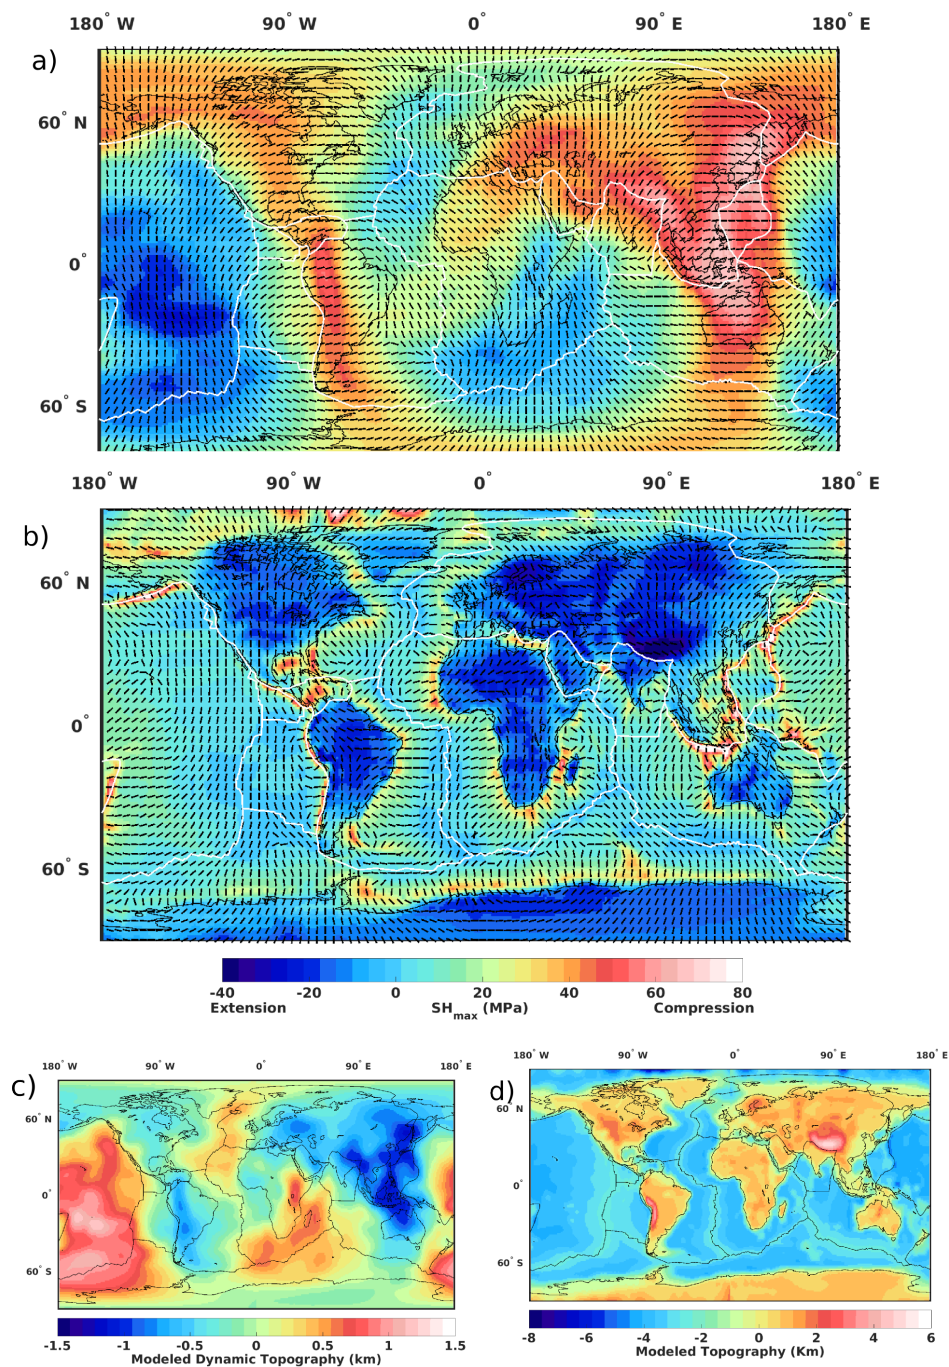 180° W 90° W 0° 90° E 180° E
a)
60° N
0°
60° S
180° W 90° W 0° 90° E 180° E
b)
60° N
0°
60° S
-40 -20 0 20 40 60 80
Extension SHmax (MPa) Compression
180° W 90° W 0° 90° E 180° E
c)
60° N
0°
60° S
-1.5 -1 -0.5 0 0.5 1 1.5
Modeled Dynamic Topography (km)
180° W 90° W 0° 90° E 180° E
d)
60° N
0°
60° S
-8 -6 -4 -2 0 2 4 6
Modeled Topography (Km)